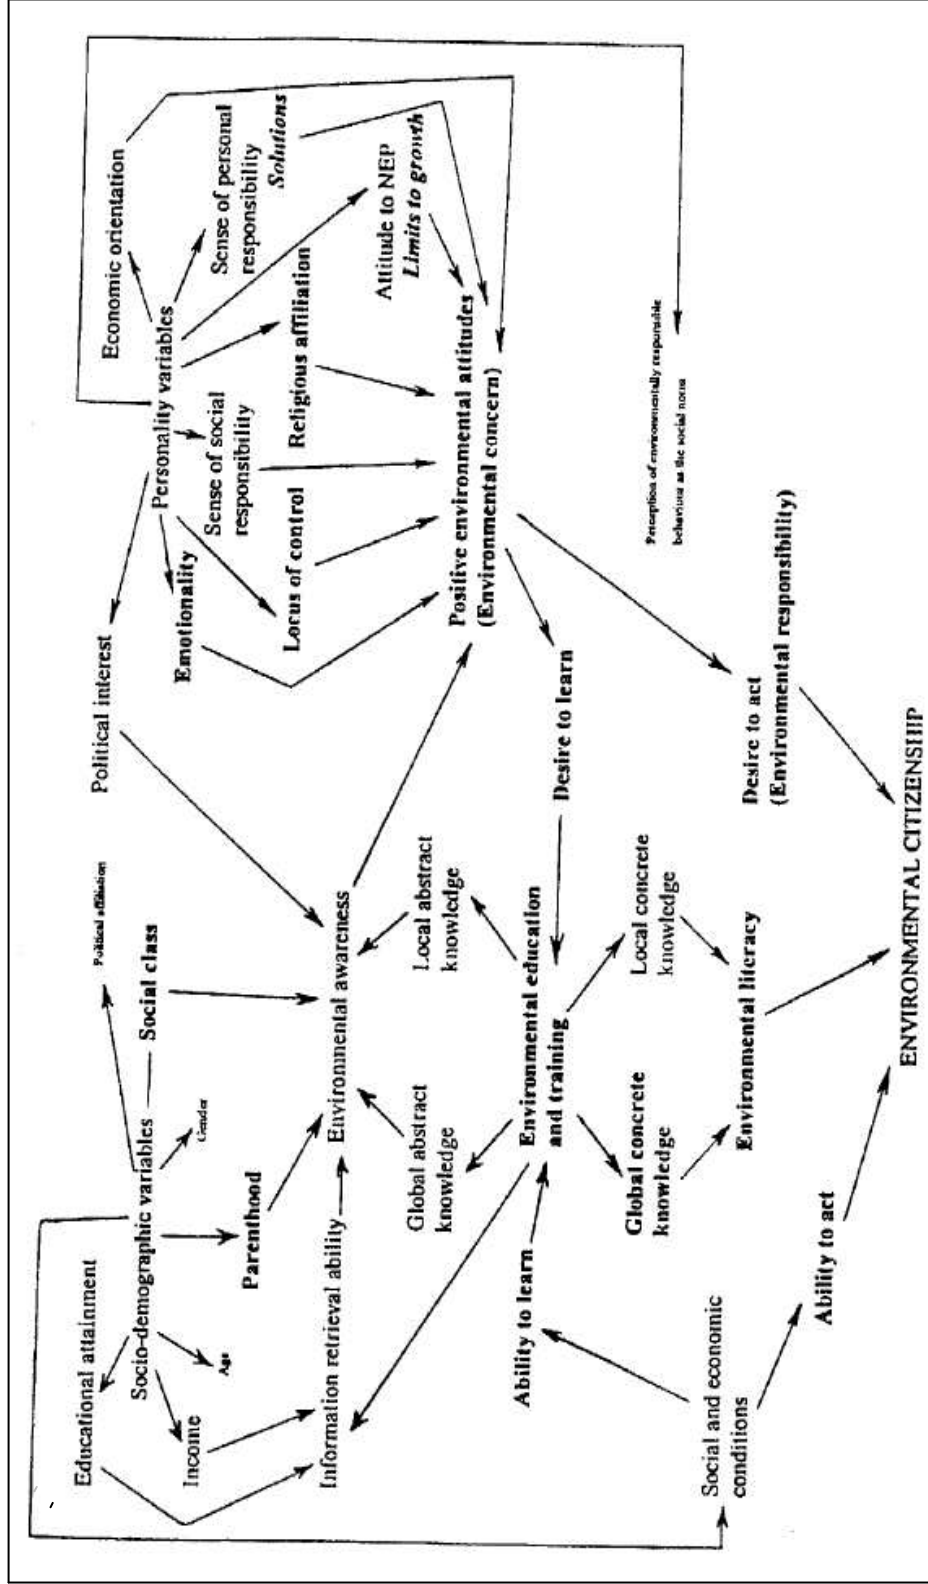 Economic orientation
Personality variables
Political interest
Political affiliation
Social class
Socio-demographic variables
Educational attainment
Gender
Age
Income
Parenthood
Emotionality
Sense of social
responsibility
Sense of personal
responsibility
Solutions
Locus of control
Religious affiliation
Attitude to NEP
Limits to growth
Information retrieval ability
Environmental awareness
Positive environmental attitudes
(Environmental concern)
Global abstract
knowledge
Local abstract
knowledge
Ability to learn
Environmental education
and training
Desire to learn
Global concrete
knowledge
Local concrete
knowledge
Perception of environmentally responsible
behaviour as the social norm
Social and economic
conditions
Environmental literacy
Desire to act
(Environmental responsibility)
Ability to act
ENVIRONMENTAL CITIZENSHIP